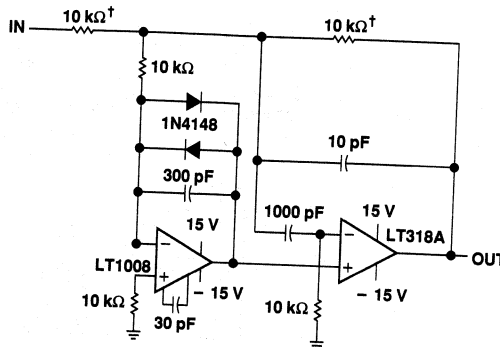 10 kΩ†
10 kΩ†
IN
10 kΩ
1N4148
10 pF
300 pF
1000 pF
15 V
15 V
LT318A
LT1008
−
+
−
+
OUT
− 15 V
− 15 V
10 kΩ
10 kΩ
30 pF